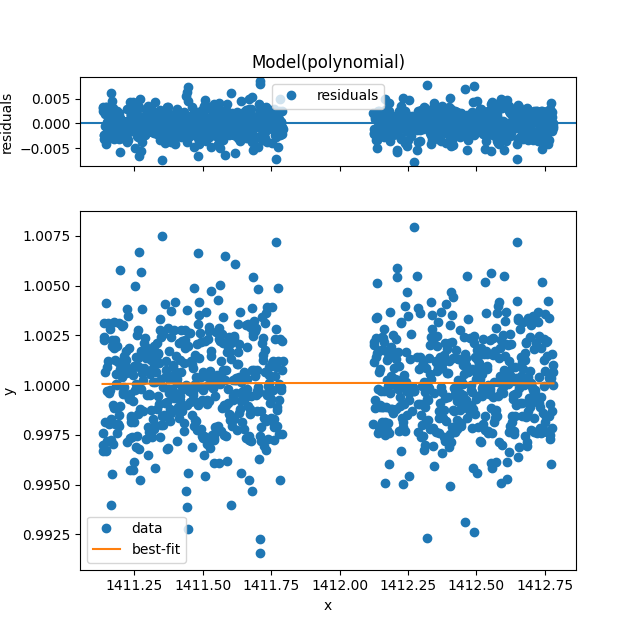 Model(polynomial)
residuals
0.005
0.000
−0.005
residuals
y
1.0075
1.0050
1.0025
1.0000
0.9975
0.9950
0.9925
data
best-fit
1411.25 1411.50 1411.75 1412.00 1412.25 1412.50 1412.75
x